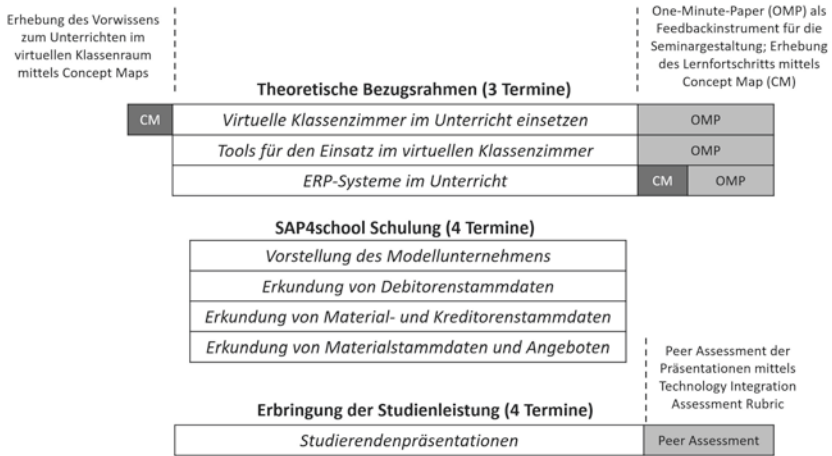 Erhebung des Vorwissens
zum Unterrichten im
virtuellen Klassenraum
mittels Concept Maps
One-Minute-Paper (OMP) als
Feedbackinstrument für die
Seminargestaltung; Erhebung
des Lernfortschritts mittels
Concept Map (CM)
Theoretische Bezugsrahmen (3 Termine)
CM
Virtuelle Klassenzimmer im Unterricht einsetzen
OMP
Tools für den Einsatz im virtuellen Klassenzimmer
OMP
ERP-Systeme im Unterricht
CM
OMP
SAP4school Schulung (4 Termine)
Vorstellung des Modellunternehmens
Erkundung von Debitorenstammdaten
Erkundung von Material- und Kreditorenstammdaten
Erkundung von Materialstammdaten und Angeboten
Peer Assessment der
Präsentationen mittels
Technology Integration
Assessment Rubric
Erbringung der Studienleistung (4 Termine)
Studierendenpräsentationen
Peer Assessment